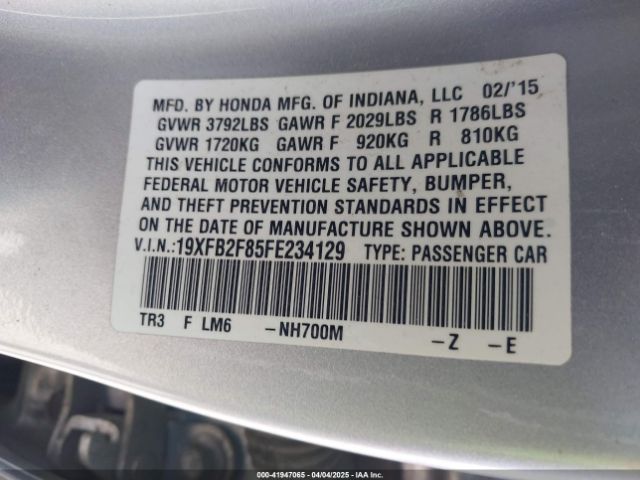 MFD. BY HONDA MFG. OF INDIANA, LLC 02/'15
GVWR 3792LBS GAWR F 2029LBS R 1786LBS
GVWR 1720KG GAWR F 920KG R 810KG
THIS VEHICLE CONFORMS TO ALL APPLICABLE
FEDERAL MOTOR VEHICLE SAFETY, BUMPER,
AND THEFT PREVENTION STANDARDS IN EFFECT
ON THE DATE OF MANUFACTURE SHOWN ABOVE.
V.I.N.:19XFB2F85FE234129 TYPE: PASSENGER CAR
TR3 F LM6 -NH700M -Z -E
000-41947065 - 04/04/2025 - IAAI.COM